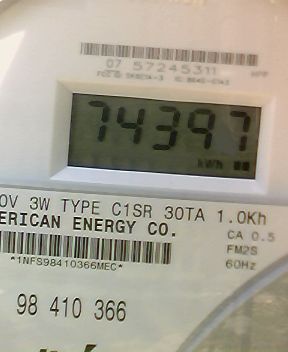 07 57245311
74397
kWh
0V 3W TYPE C1SR 30TA 1.0Kh
ERICAN ENERGY CO.
CA 0.5
FM2S
60Hz
*1NFS98410366MEC*
98 410 366